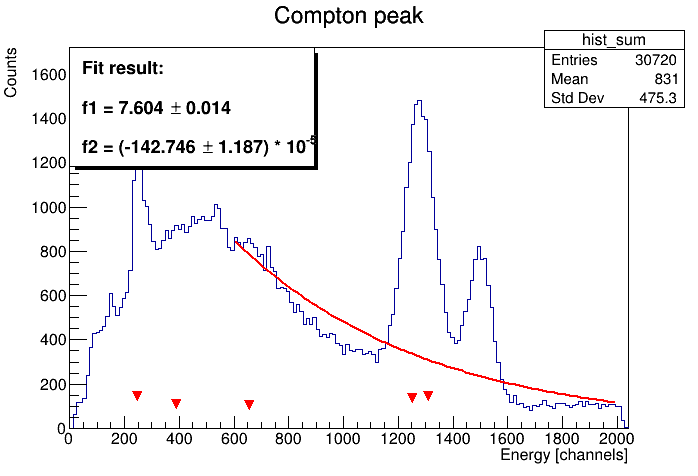 Compton peak
hist_sum
Entries 30720
Mean 831
Std Dev 475.3
Counts
Fit result:
f1 = 7.604 ± 0.014
f2 = (-142.746 ± 1.187) * 10^-5
1600
1400
1200
1000
800
600
400
200
0
0 200 400 600 800 1000 1200 1400 1600 1800 2000
Energy [channels]